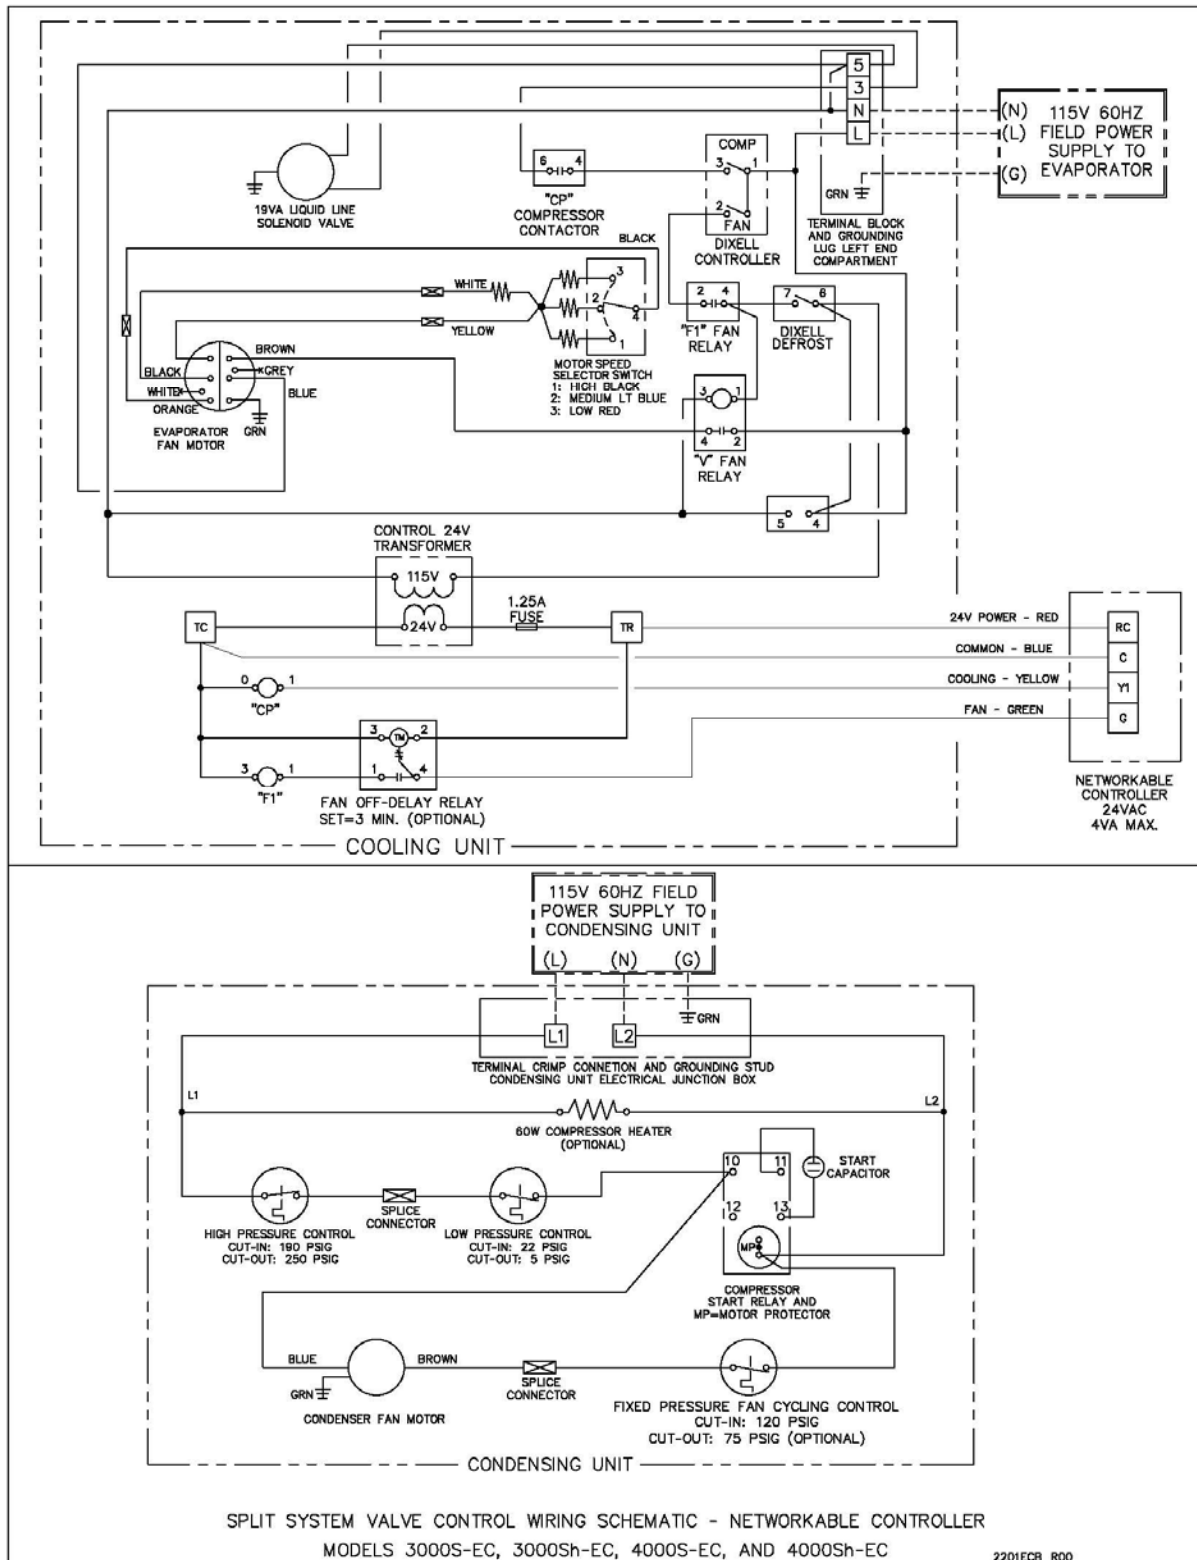 5
3
N
L
(N)
(L)
(G)
115V 60HZ
FIELD POWER
SUPPLY TO
EVAPORATOR
GRN
TERMINAL BLOCK
AND GROUNDING
LUG LEFT END
COMPARTMENT
COMP
3 1
2
FAN
DIXELL
CONTROLLER
6 4
"CP"
COMPRESSOR
CONTACTOR
19VA LIQUID LINE
SOLENOID VALVE
BLACK
WHITE
YELLOW
3
2
4
1
MOTOR SPEED
SELECTOR SWITCH
1: HIGH BLACK
2: MEDIUM LT BLUE
3: LOW RED
2 4
"F1" FAN
RELAY
7 6
DIXELL
DEFROST
3 1
4 2
"V" FAN
RELAY
BROWN
GREY
BLACK
WHITE
BLUE
ORANGE
GRN
EVAPORATOR
FAN MOTOR
5 4
CONTROL 24V
TRANSFORMER
115V
24V
1.25A
FUSE
TC
TR
24V POWER - RED
COMMON - BLUE
COOLING - YELLOW
FAN - GREEN
RC
C
Y1
G
NETWORKABLE
CONTROLLER
24VAC
4VA MAX.
0 1
"CP"
3 2
TM
1 4
3 1
"F1"
FAN OFF-DELAY RELAY
SET=3 MIN. (OPTIONAL)
COOLING UNIT
115V 60HZ FIELD
POWER SUPPLY TO
CONDENSING UNIT
(L) (N) (G)
L1 L2 GRN
TERMINAL CRIMP CONNETION AND GROUNDING STUD
CONDENSING UNIT ELECTRICAL JUNCTION BOX
L1
L2
60W COMPRESSOR HEATER
(OPTIONAL)
10 11
12 13
MP
START
CAPACITOR
SPLICE
CONNECTOR
HIGH PRESSURE CONTROL
CUT-IN: 190 PSIG
CUT-OUT: 250 PSIG
LOW PRESSURE CONTROL
CUT-IN: 22 PSIG
CUT-OUT: 5 PSIG
COMPRESSOR
START RELAY AND
MP=MOTOR PROTECTOR
BLUE
BROWN
GRN
CONDENSER FAN MOTOR
SPLICE
CONNECTOR
FIXED PRESSURE FAN CYCLING CONTROL
CUT-IN: 120 PSIG
CUT-OUT: 75 PSIG (OPTIONAL)
CONDENSING UNIT
SPLIT SYSTEM VALVE CONTROL WIRING SCHEMATIC - NETWORKABLE CONTROLLER
MODELS 3000S-EC, 3000Sh-EC, 4000S-EC, AND 4000Sh-EC
2201ECB_R00